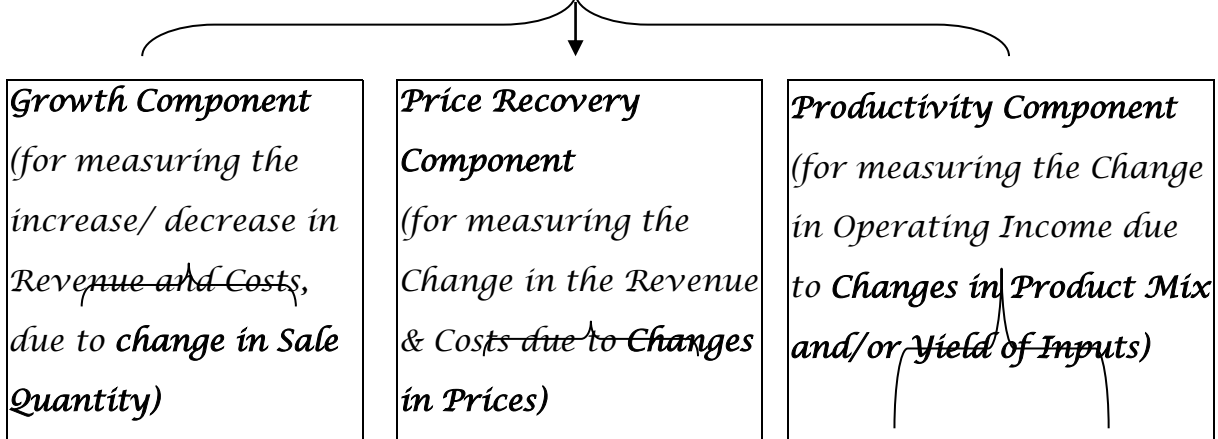 Growth Component
(for measuring the
increase/ decrease in
Revenue and Costs,
due to change in Sale
Quantity)
Price Recovery
Component
(for measuring the
Change in the Revenue
& Costs due to Changes
in Prices)
Productivity Component
(for measuring the Change
in Operating Income due
to Changes in Product Mix
and/or Yield of Inputs)